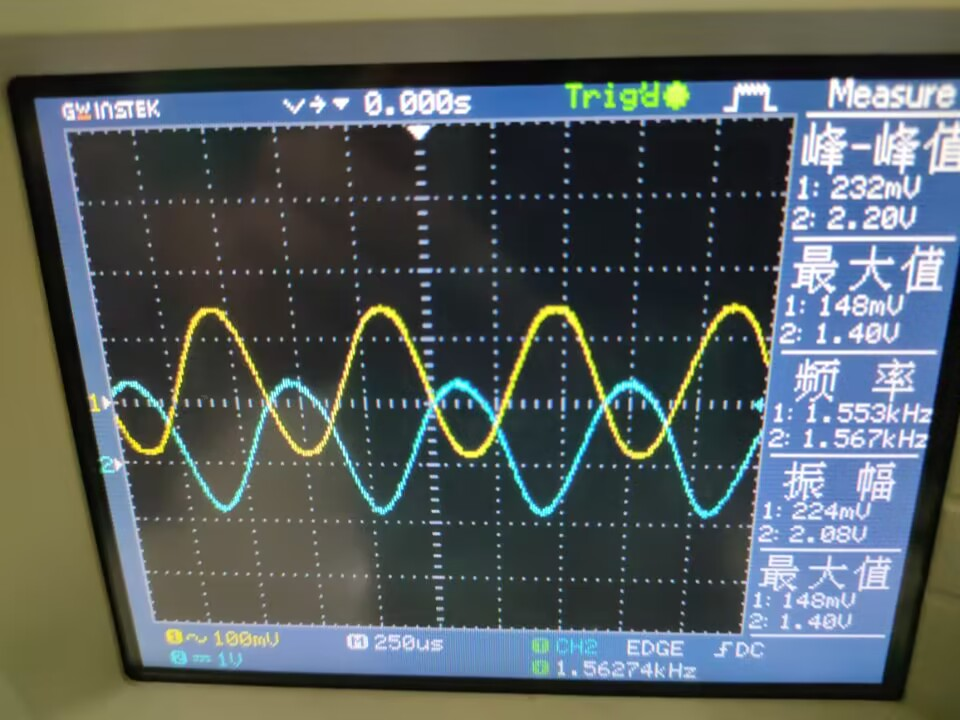 GWINSTEK
0.000s
Trig'd
Measure
峰-峰值
1: 232mV
2: 2.20V
最大值
1: 148mV
2: 1.40V
频率
1: 1.553kHz
2: 1.567kHz
振幅
1: 224mV
2: 2.08V
最大值
1: 148mV
2: 1.40V
1
2
1 100mV
M 250us
CH2
EDGE
DC
2 1V
1.56274kHz